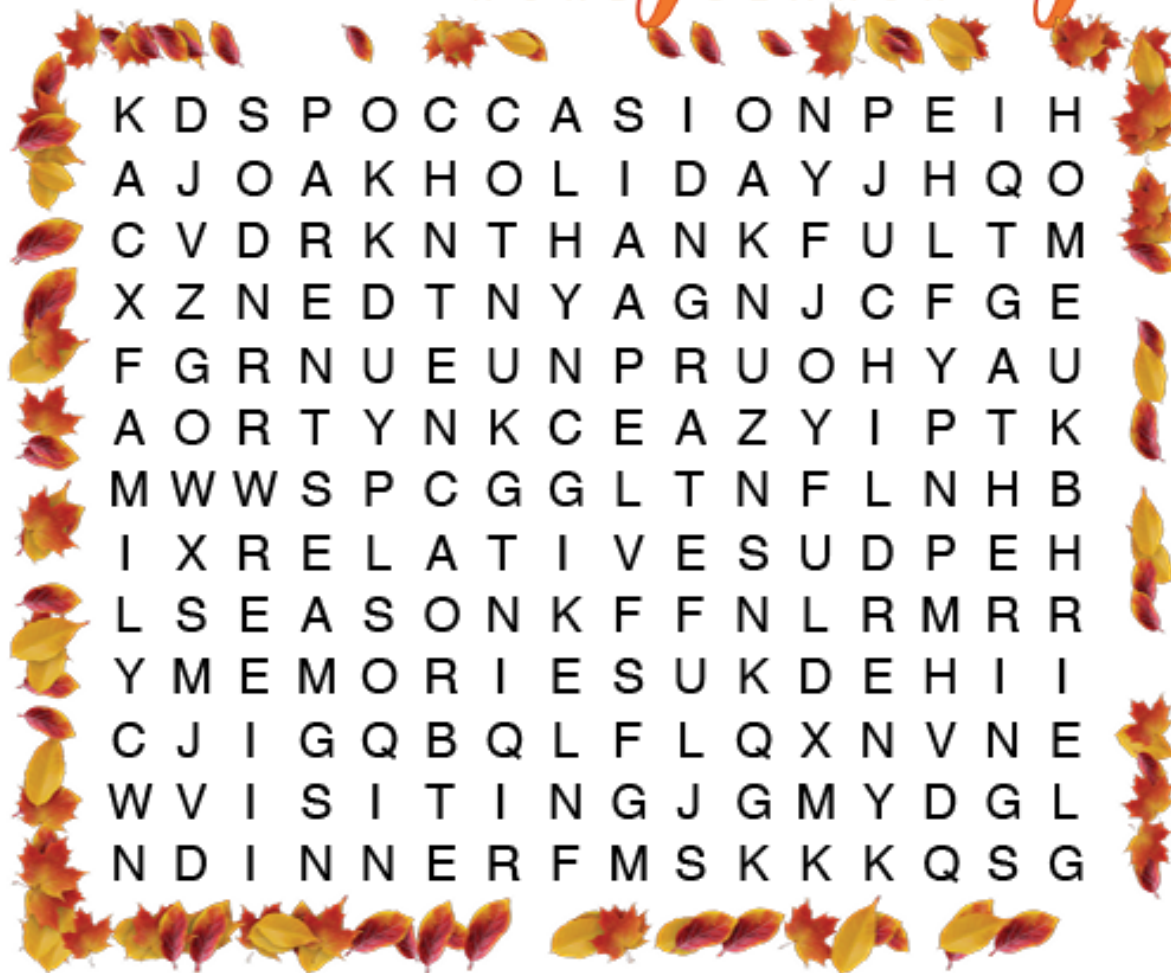 K D S P O C C A S I O N P E I H
A J O A K H O L I D A Y J H Q O
C V D R K N T H A N K F U L T M
X Z N E D T N Y A G N J C F G E
F G R N U E U N P R U O H Y A U
A O R T Y N K C E A Z Y I P T K
M W W S P C G G L T N F L N H B
I X R E L A T I V E S U D P E H
L S E A S O N K F F N L R M R R
Y M E M O R I E S U K D E H I I
C J I G Q B Q L F L Q X N V N E
W V I S I T I N G J G M Y D G L
N D I N N E R F M S K K K Q S G